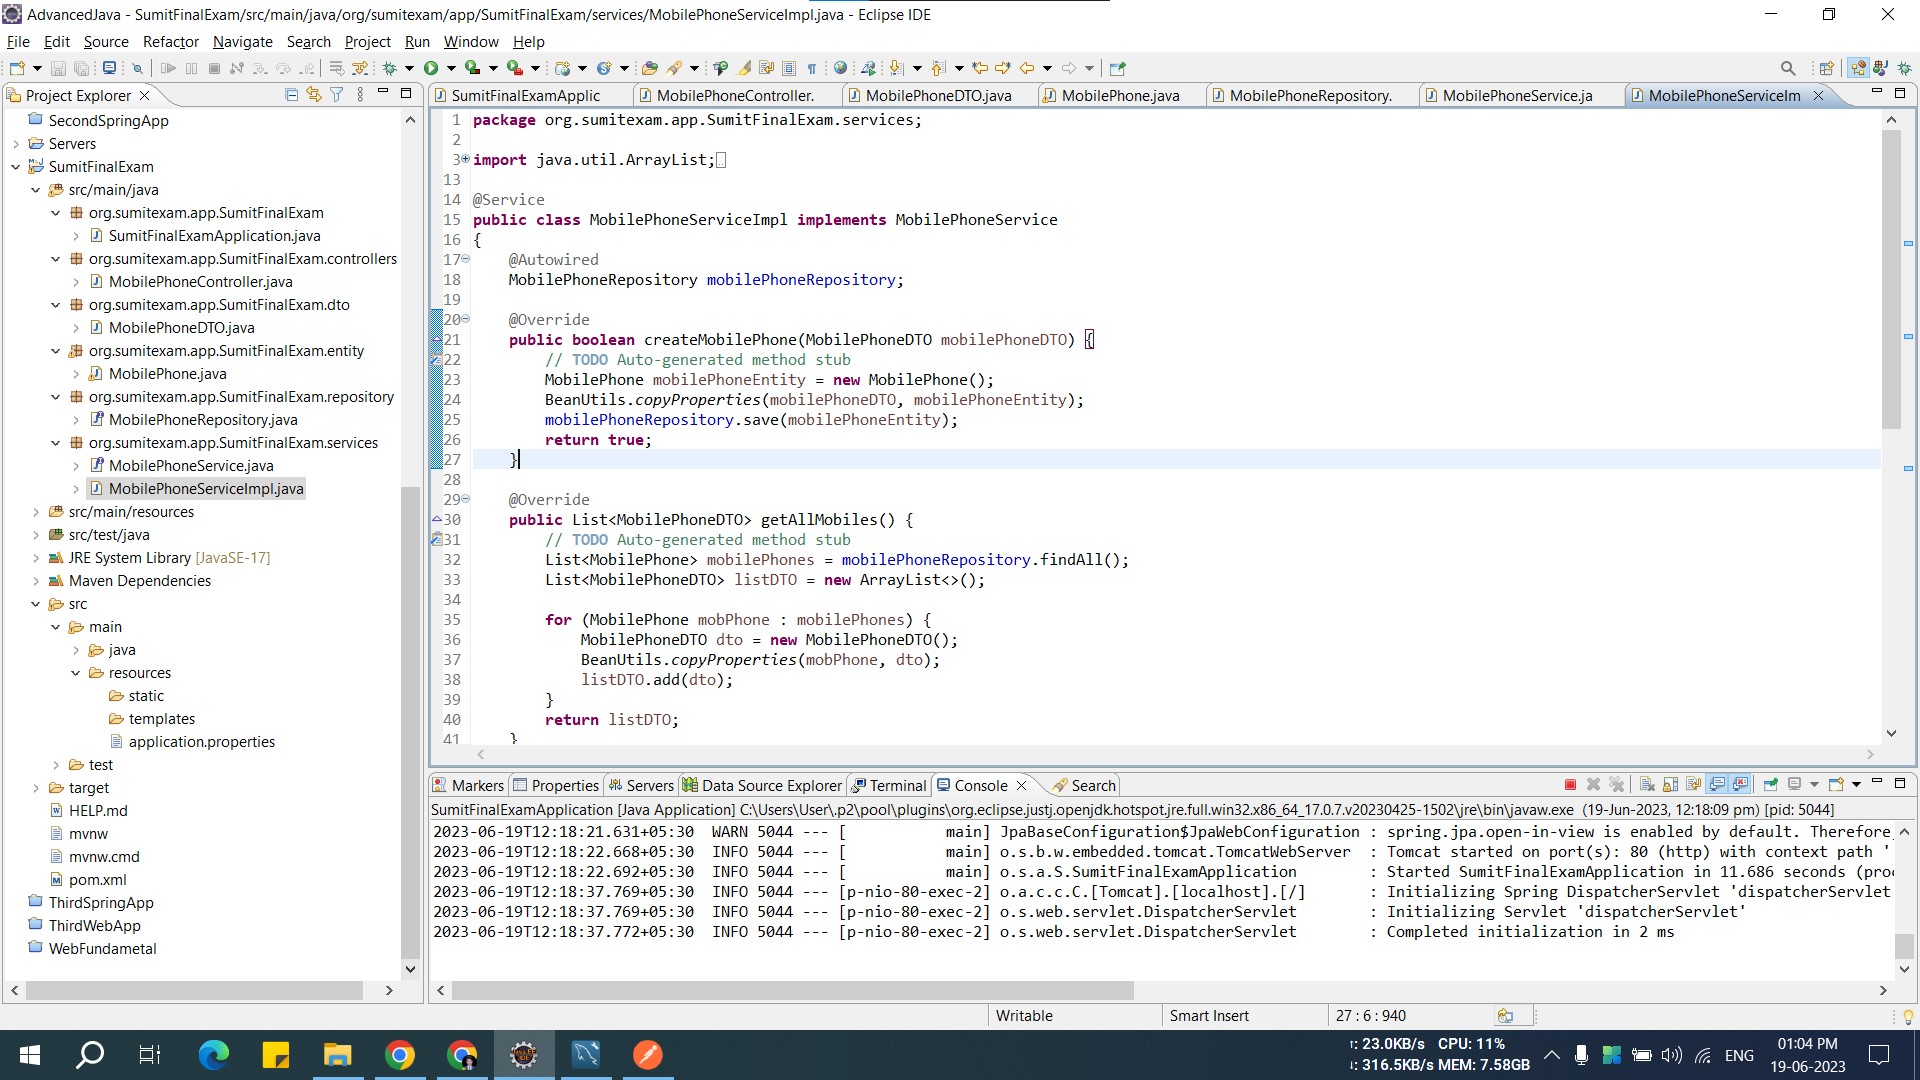 AdvancedJava - SumitFinalExam/src/main/java/org/sumitexam/app/SumitFinalExam/services/MobilePhoneServiceImpl.java - Eclipse IDE
File Edit Source Refactor Navigate Search Project Run Window Help
Project Explorer
SecondSpringApp
Servers
SumitFinalExam
src/main/java
org.sumitexam.app.SumitFinalExam
SumitFinalExamApplication.java
org.sumitexam.app.SumitFinalExam.controllers
MobilePhoneController.java
org.sumitexam.app.SumitFinalExam.dto
MobilePhoneDTO.java
org.sumitexam.app.SumitFinalExam.entity
MobilePhone.java
org.sumitexam.app.SumitFinalExam.repository
MobilePhoneRepository.java
org.sumitexam.app.SumitFinalExam.services
MobilePhoneService.java
MobilePhoneServiceImpl.java
src/main/resources
src/test/java
JRE System Library [JavaSE-17]
Maven Dependencies
src
main
java
resources
static
templates
application.properties
test
target
HELP.md
mvnw
mvnw.cmd
pom.xml
ThirdSpringApp
ThirdWebApp
WebFundametal
SumitFinalExamApplic MobilePhoneController. MobilePhoneDTO.java MobilePhone.java MobilePhoneRepository. MobilePhoneService.ja MobilePhoneServiceIm
1 package org.sumitexam.app.SumitFinalExam.services;
2
3 import java.util.ArrayList;
13
14 @Service
15 public class MobilePhoneServiceImpl implements MobilePhoneService
16 {
17 @Autowired
18 MobilePhoneRepository mobilePhoneRepository;
19
20 @Override
21 public boolean createMobilePhone(MobilePhoneDTO mobilePhoneDTO) {
22 // TODO Auto-generated method stub
23 MobilePhone mobilePhoneEntity = new MobilePhone();
24 BeanUtils.copyProperties(mobilePhoneDTO, mobilePhoneEntity);
25 mobilePhoneRepository.save(mobilePhoneEntity);
26 return true;
27 }
28
29 @Override
30 public List<MobilePhoneDTO> getAllMobiles() {
31 // TODO Auto-generated method stub
32 List<MobilePhone> mobilePhones = mobilePhoneRepository.findAll();
33 List<MobilePhoneDTO> listDTO = new ArrayList<>();
34
35 for (MobilePhone mobPhone : mobilePhones) {
36 MobilePhoneDTO dto = new MobilePhoneDTO();
37 BeanUtils.copyProperties(mobPhone, dto);
38 listDTO.add(dto);
39 }
40 return listDTO;
41 }
Markers Properties Servers Data Source Explorer Terminal Console Search
SumitFinalExamApplication [Java Application] C:\Users\User\.p2\pool\plugins\org.eclipse.justj.openjdk.hotspot.jre.full.win32.x86_64_17.0.7.v20230425-1502\jre\bin\javaw.exe (19-Jun-2023, 12:18:09 pm) [pid: 5044]
2023-06-19T12:18:21.631+05:30 WARN 5044 --- [ main] JpaBaseConfiguration$JpaWebConfiguration : spring.jpa.open-in-view is enabled by default. Therefore,
2023-06-19T12:18:22.668+05:30 INFO 5044 --- [ main] o.s.b.w.embedded.tomcat.TomcatWebServer : Tomcat started on port(s): 80 (http) with context path '
2023-06-19T12:18:22.692+05:30 INFO 5044 --- [ main] o.s.a.S.SumitFinalExamApplication : Started SumitFinalExamApplication in 11.686 seconds (proc
2023-06-19T12:18:37.769+05:30 INFO 5044 --- [p-nio-80-exec-2] o.a.c.c.C.[Tomcat].[localhost].[/] : Initializing Spring DispatcherServlet 'dispatcherServlet
2023-06-19T12:18:37.769+05:30 INFO 5044 --- [p-nio-80-exec-2] o.s.web.servlet.DispatcherServlet : Initializing Servlet 'dispatcherServlet'
2023-06-19T12:18:37.772+05:30 INFO 5044 --- [p-nio-80-exec-2] o.s.web.servlet.DispatcherServlet : Completed initialization in 2 ms
Writable Smart Insert 27 : 6 : 940
↑: 23.0KB/s CPU: 11%
↓: 316.5KB/s MEM: 7.58GB
ENG
01:04 PM
19-06-2023